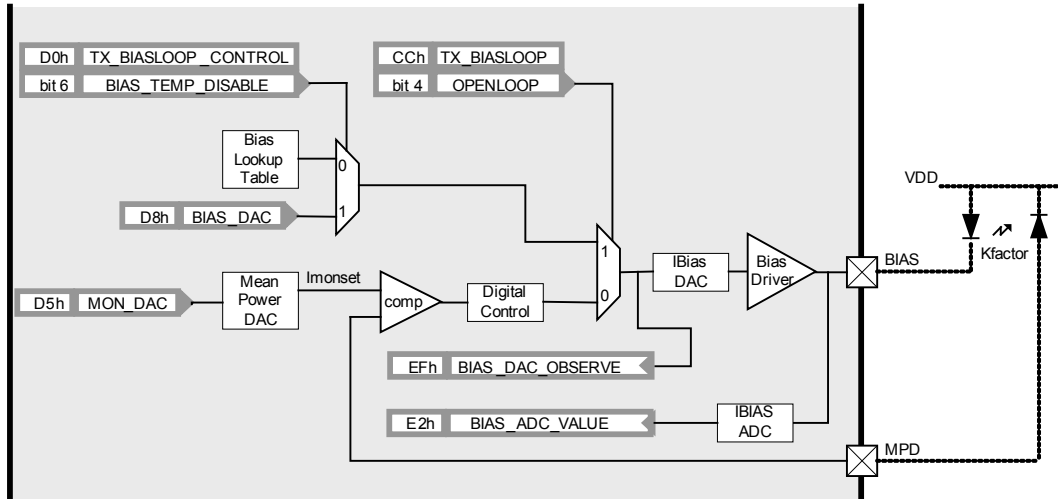 D0h TX_BIASLOOP_CONTROL
bit 6 BIAS_TEMP_DISABLE
CCh TX_BIASLOOP
bit 4 OPENLOOP
Bias
Lookup
Table
0
1
D8h BIAS_DAC
VDD
Kfactor
BIAS
1
0
IBias
DAC
Bias
Driver
D5h MON_DAC
Mean
Power
DAC
Imonset
comp
Digital
Control
EFh BIAS_DAC_OBSERVE
E2h BIAS_ADC_VALUE
IBIAS
ADC
MPD